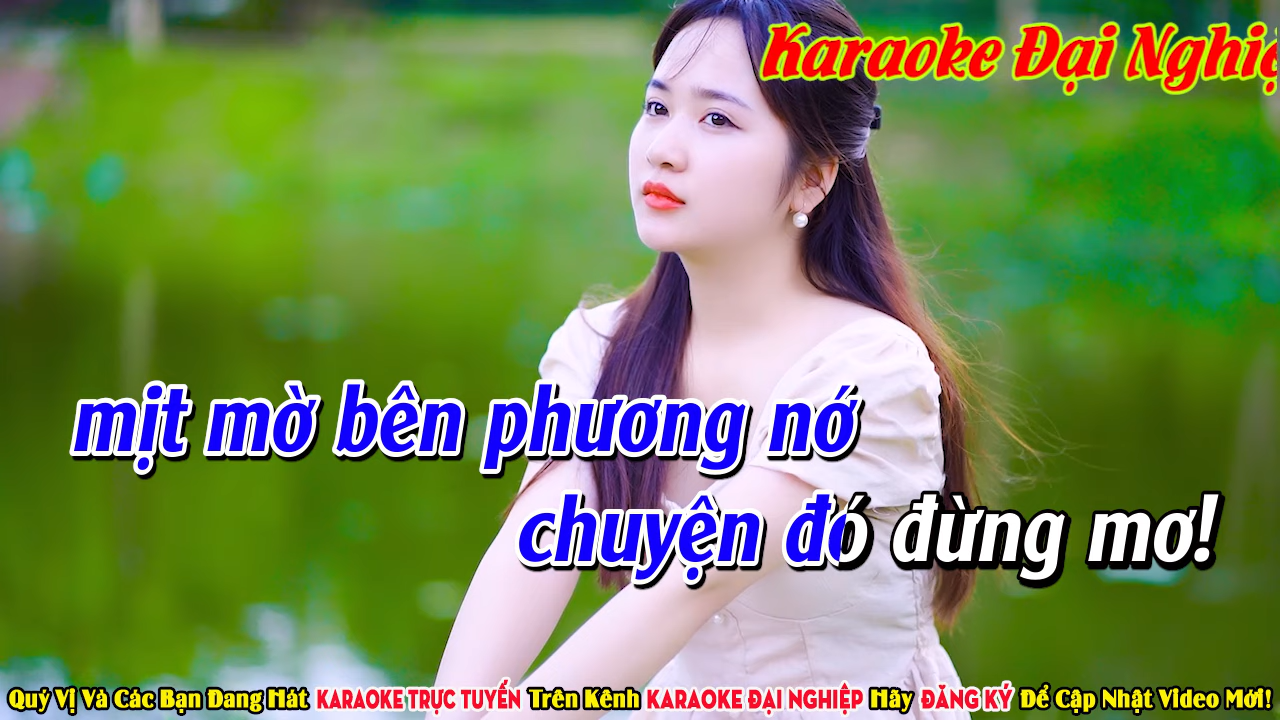 Karaoke Đại Nghiệ
mịt mờ bên phương nớ
chuyện đó đừng mơ!
Quý Vị Và Các Bạn Đang Hát KARAOKE TRỰC TUYẾN Trên Kênh KARAOKE ĐẠI NGHIỆP Hãy ĐĂNG KÝ Để Cập Nhật Video Mới!